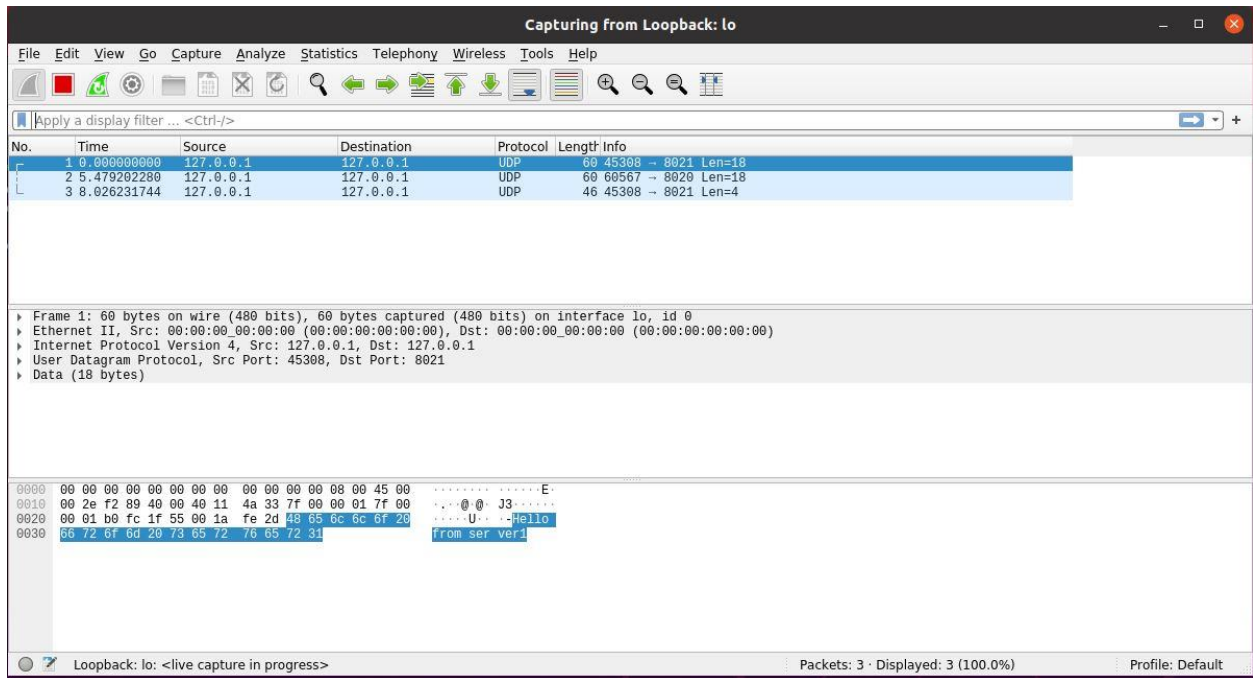 Capturing from Loopback: lo
File Edit View Go Capture Analyze Statistics Telephony Wireless Tools Help
Apply a display filter ... <Ctrl-/>
No. Time Source Destination Protocol Length Info
1 0.000000000 127.0.0.1 127.0.0.1 UDP 60 45308 → 8021 Len=18
2 5.479202280 127.0.0.1 127.0.0.1 UDP 60 60567 → 8020 Len=18
3 8.026231744 127.0.0.1 127.0.0.1 UDP 46 45308 → 8021 Len=4
Frame 1: 60 bytes on wire (480 bits), 60 bytes captured (480 bits) on interface lo, id 0
Ethernet II, Src: 00:00:00_00:00:00 (00:00:00:00:00:00), Dst: 00:00:00_00:00:00 (00:00:00:00:00:00)
Internet Protocol Version 4, Src: 127.0.0.1, Dst: 127.0.0.1
User Datagram Protocol, Src Port: 45308, Dst Port: 8021
Data (18 bytes)
0000 00 00 00 00 00 00 00 00 00 00 00 00 08 00 45 00 ········ ······E·
0010 00 2e f2 89 40 00 40 11 4a 33 7f 00 00 01 7f 00 ·.··@·@· J3······
0020 00 01 b0 fc 1f 55 00 1a fe 2d 48 65 6c 6c 6f 20 ·····U·· ·-Hello
0030 66 72 6f 6d 20 73 65 72 76 65 72 31 from ser ver1
Loopback: lo: <live capture in progress> Packets: 3 · Displayed: 3 (100.0%) Profile: Default